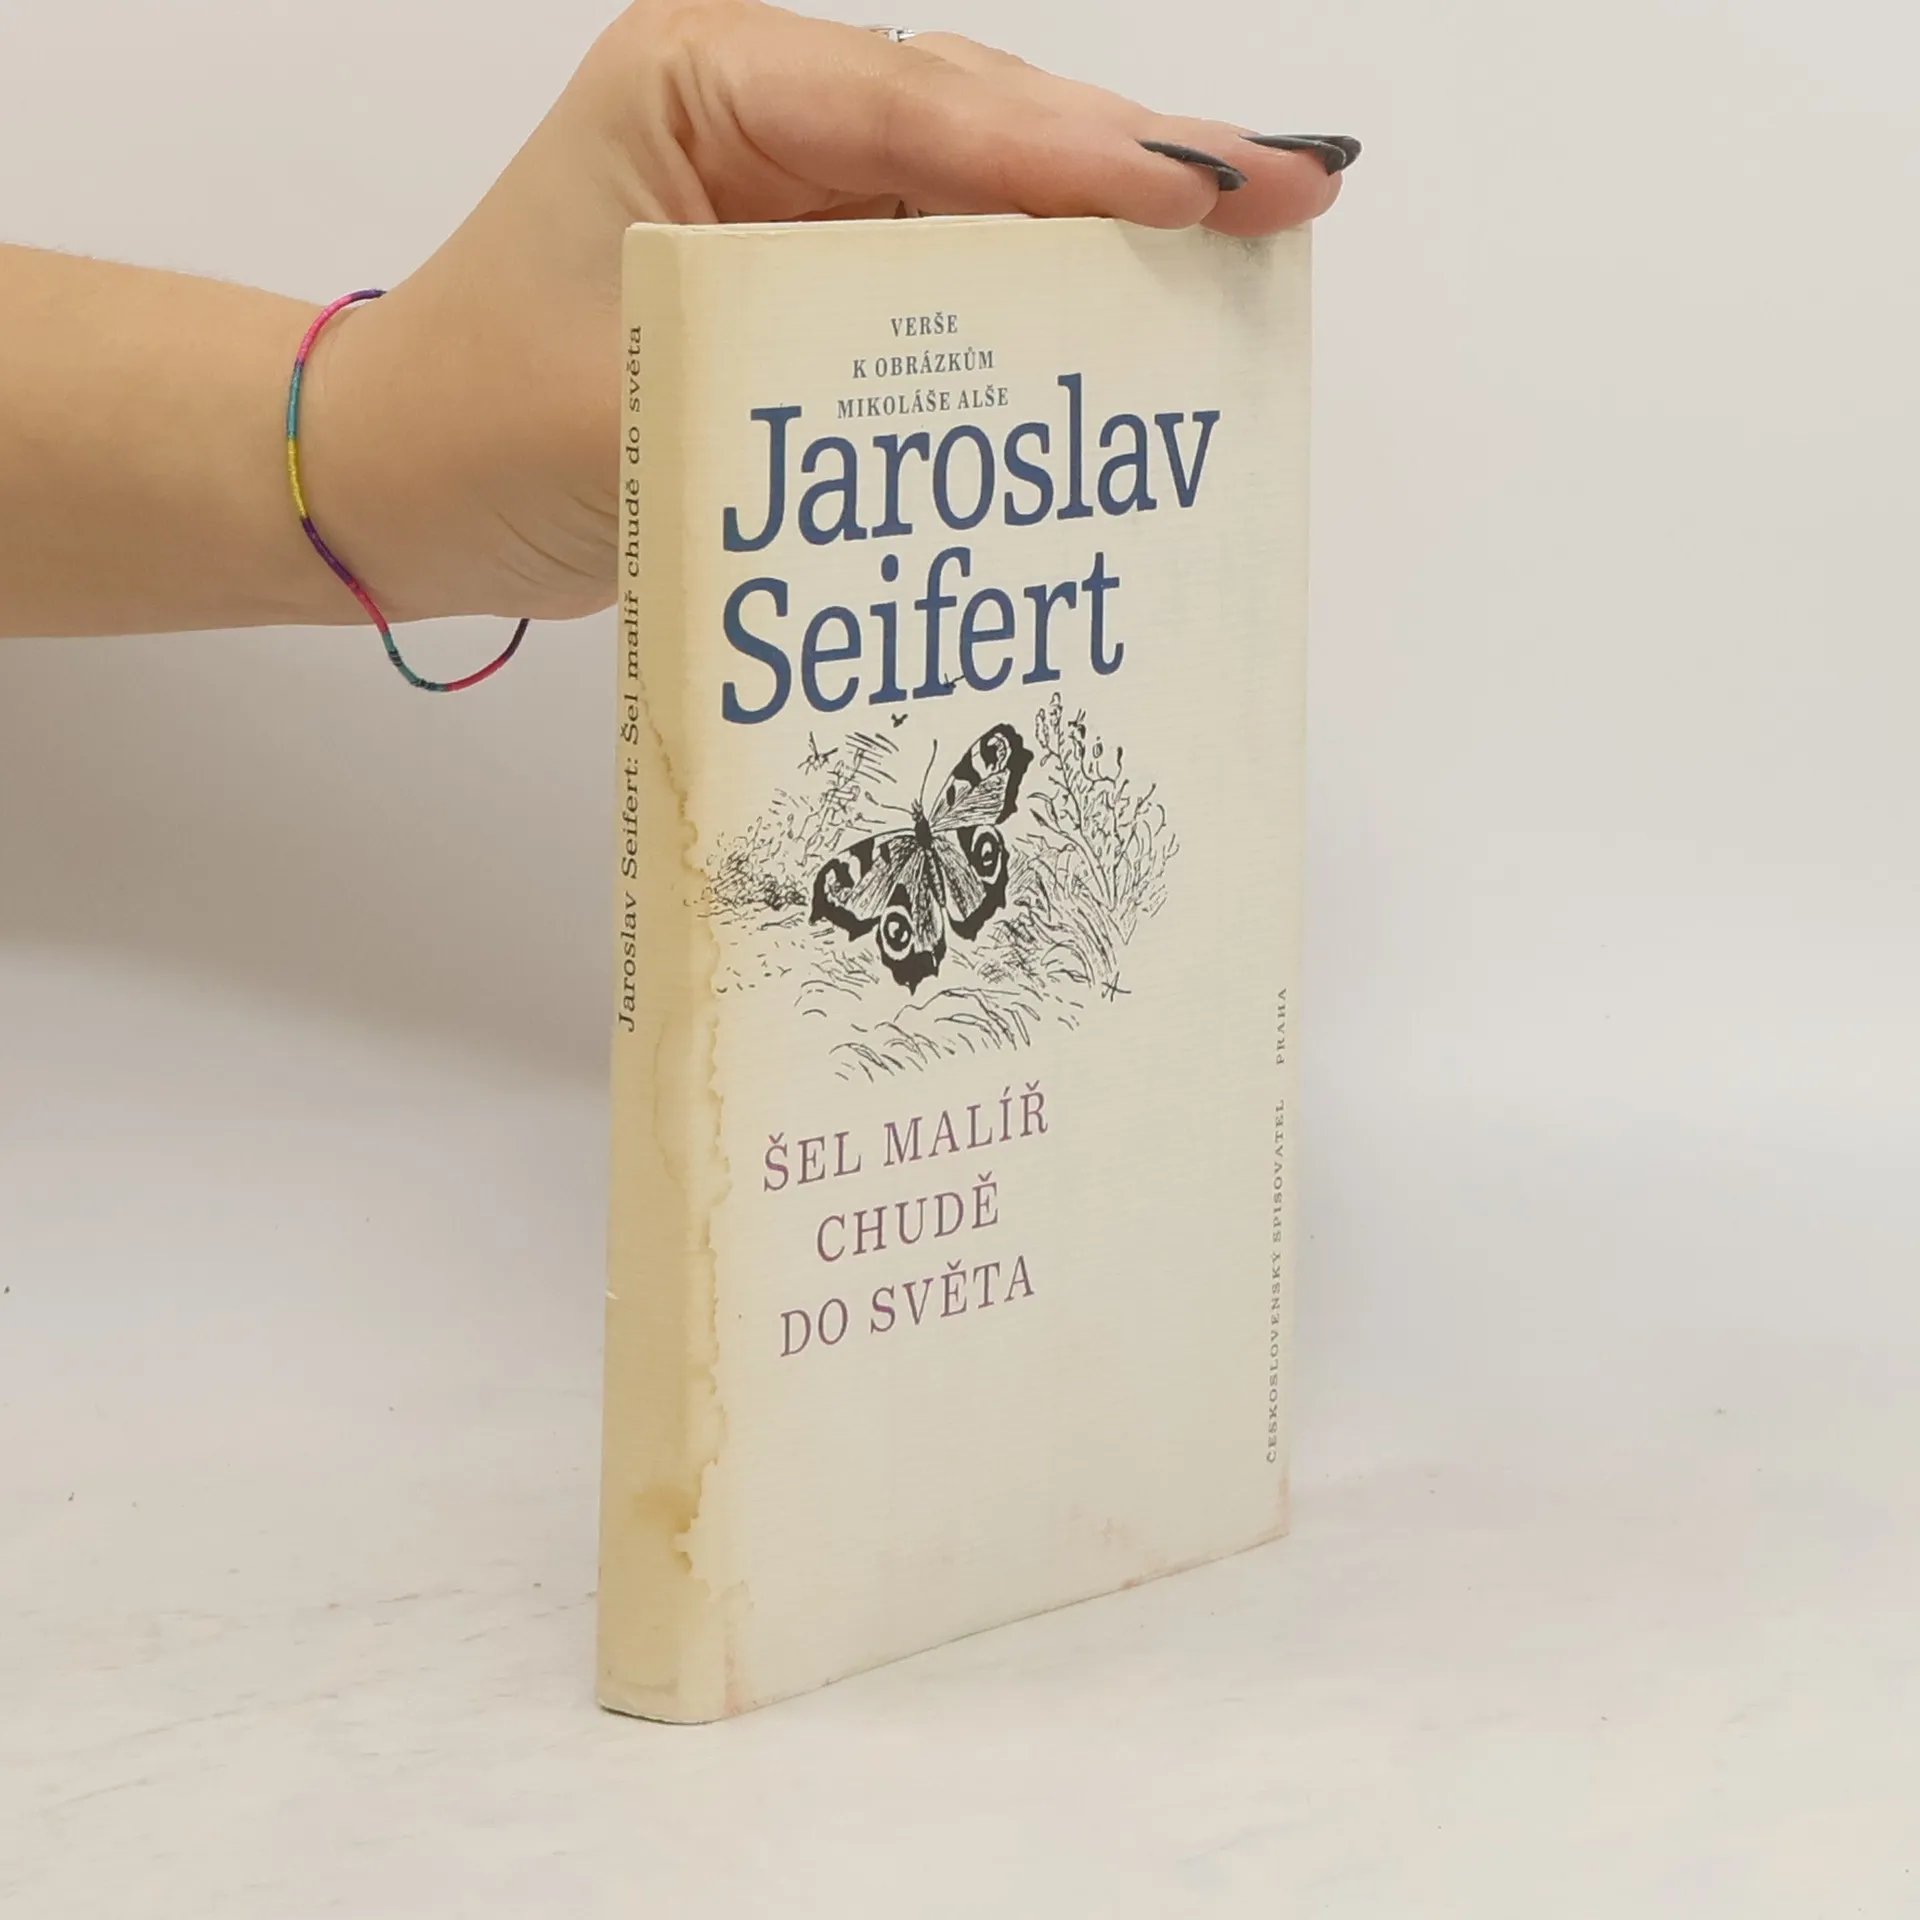 VERŠE
K OBRÁZKŮM
MIKOLÁŠE ALŠE
Jaroslav
Seifert
ŠEL MALÍŘ
CHUDĚ
DO SVĚTA
ČESKOSLOVENSKÝ SPISOVATEL PRAHA
Jaroslav Seifert: Šel malíř chudě do světa